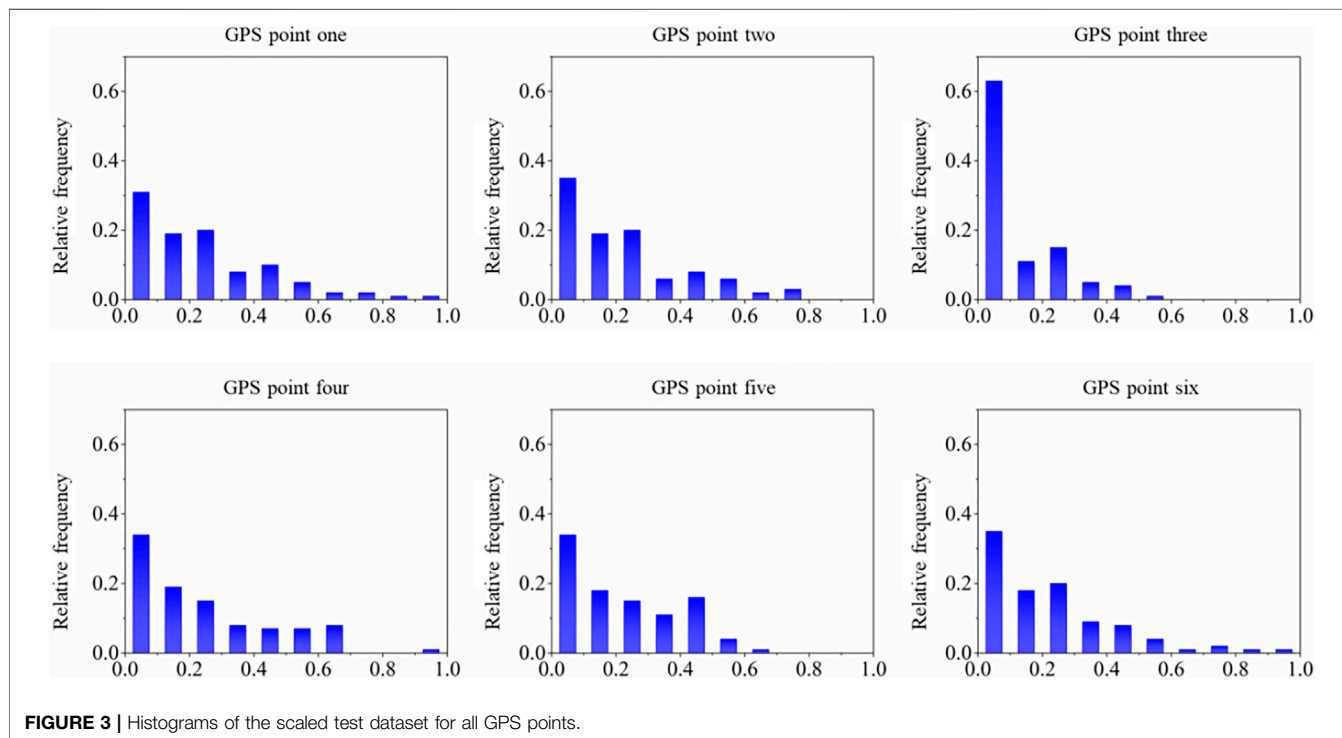 GPS point one
GPS point two
GPS point three
Relative frequency
0.6
0.4
0.2
0.0
0.0 0.2 0.4 0.6 0.8 1.0
Relative frequency
0.6
0.4
0.2
0.0
0.0 0.2 0.4 0.6 0.8 1.0
Relative frequency
0.6
0.4
0.2
0.0
0.0 0.2 0.4 0.6 0.8 1.0
GPS point four
GPS point five
GPS point six
Relative frequency
0.6
0.4
0.2
0.0
0.0 0.2 0.4 0.6 0.8 1.0
Relative frequency
0.6
0.4
0.2
0.0
0.0 0.2 0.4 0.6 0.8 1.0
Relative frequency
0.6
0.4
0.2
0.0
0.0 0.2 0.4 0.6 0.8 1.0
FIGURE 3 | Histograms of the scaled test dataset for all GPS points.